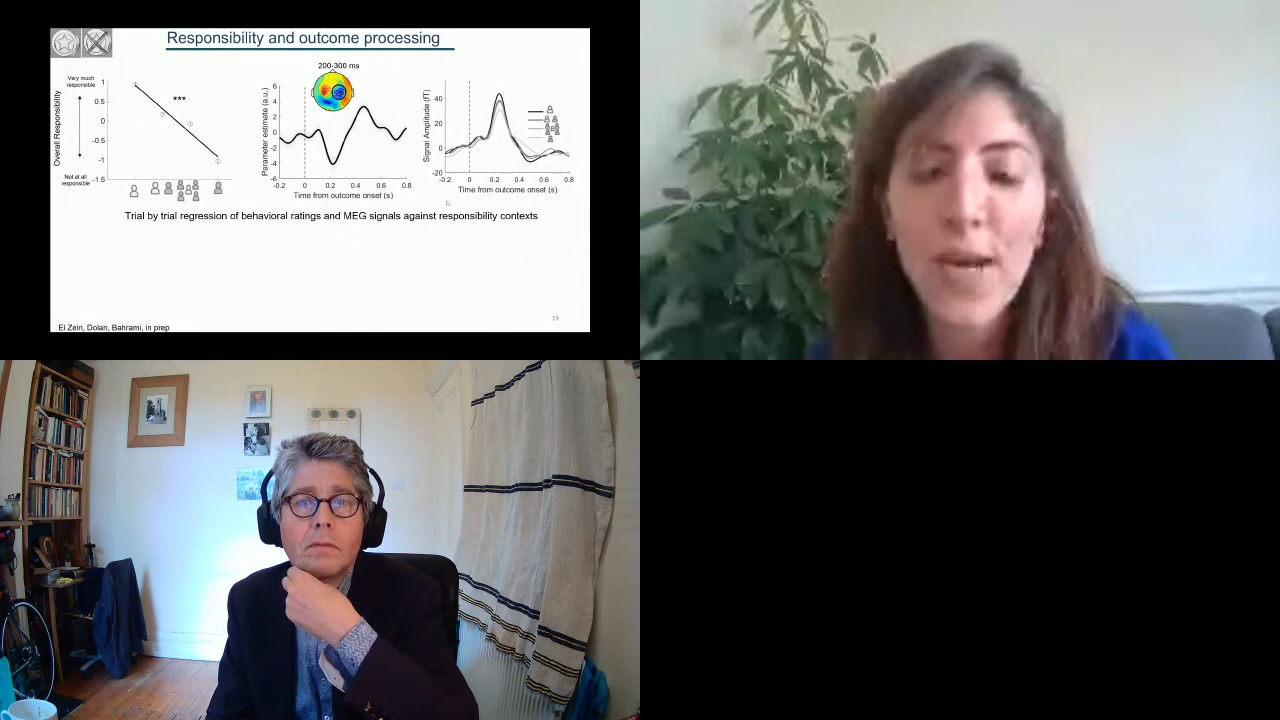 Responsibility and outcome processing
Very much
responsible
Overall Responsibility
Not at all
responsible
1
0.5
0
-0.5
-1
-1.5
***
200-300 ms
Parameter estimate (a.u.)
6
4
2
0
-2
-4
-6
-0.2 0 0.2 0.4 0.6 0.8
Time from outcome onset (s)
Signal Amplitude (fT)
40
20
0
-20
-0.2 0 0.2 0.4 0.6 0.8
Time from outcome onset (s)
Trial by trial regression of behavioral ratings and MEG signals against responsibility contexts
19
El Zein, Dolan, Bahrami, in prep